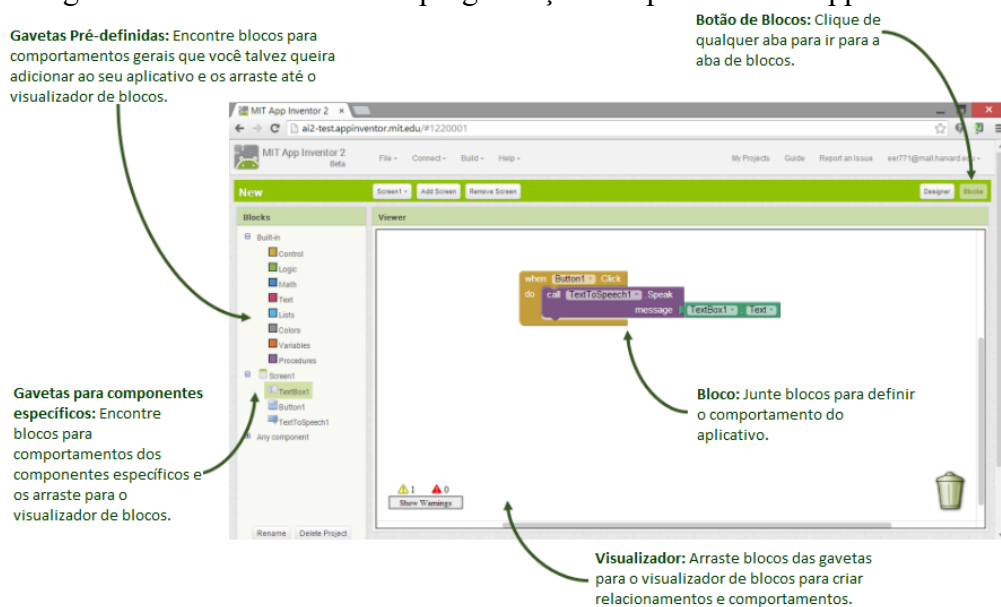 Gavetas Pré-definidas: Encontre blocos para
comportamentos gerais que você talvez queira
adicionar ao seu aplicativo e os arraste até o
visualizador de blocos.
Botão de Blocos: Clique de
qualquer aba para ir para a
aba de blocos.
MIT App Inventor 2
ai2-test.appinventor.mit.edu/#1220001
MIT App Inventor 2
Beta
File
Connect
Build
Help
My Projects
Guide
Report an Issue
eer771@mail.harvard.edu
New
Screen1
Add Screen
Remove Screen
Designer
Blocks
Blocks
Viewer
Built-in
Control
Logic
Math
Text
Lists
Colors
Variables
Procedures
Screen1
TextBox1
Button1
TextToSpeech1
Any component
Rename
Delete Project
when Button1 .Click
do call TextToSpeech1 .Speak
message TextBox1 . Text
1 0
Show Warnings
Gavetas para componentes
específicos: Encontre
blocos para
comportamentos dos
componentes específicos e
os arraste para o
visualizador de blocos.
Bloco: Junte blocos para definir
o comportamento do
aplicativo.
Visualizador: Arraste blocos das gavetas
para o visualizador de blocos para criar
relacionamentos e comportamentos.